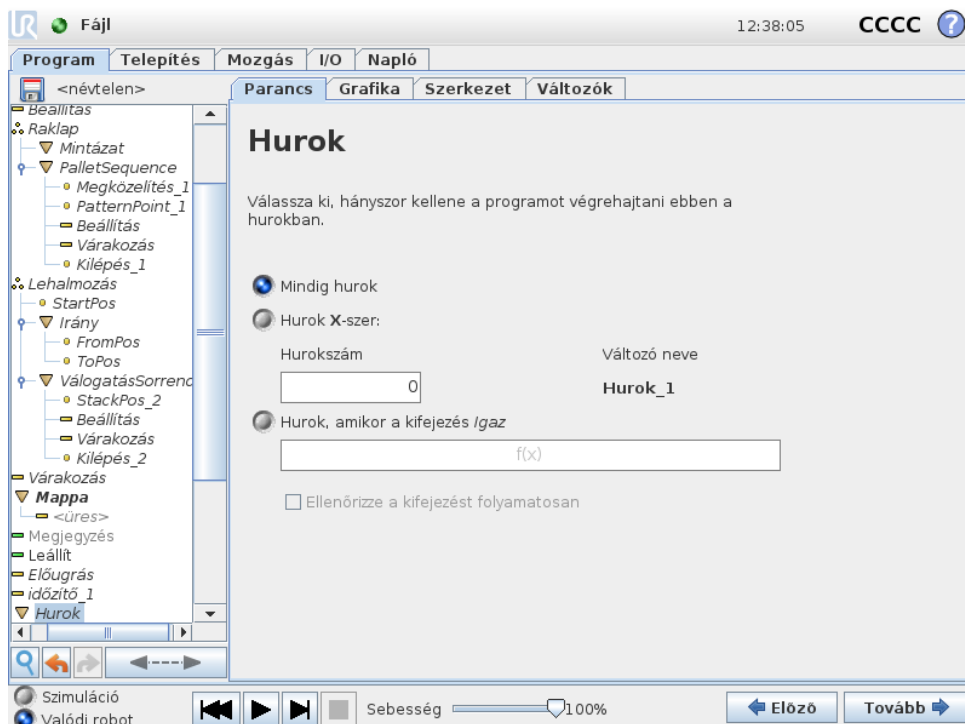 UR Fájl 12:38:05 CCCC ?
Program Telepítés Mozgás I/O Napló
<névtelen>
Parancs Grafika Szerkezet Változók
Beállítás
Raklap
Mintázat
PalletSequence
Megközelítés_1
PatternPoint_1
Beállítás
Várakozás
Kilépés_1
Lehalmozás
StartPos
Irány
FromPos
ToPos
VálogatásSorrend
StackPos_2
Beállítás
Várakozás
Kilépés_2
Várakozás
Mappa
<üres>
Megjegyzés
Leállít
Előugrás
időzítő_1
Hurok
Hurok
Válassza ki, hányszor kellene a programot végrehajtani ebben a
hurokban.
Mindig hurok
Hurok X-szer:
Hurokszám Változó neve
0 Hurok_1
Hurok, amikor a kifejezés Igaz
f(x)
Ellenőrizze a kifejezést folyamatosan
Szimuláció
Valódi robot
Sebesség 100%
Előző Tovább